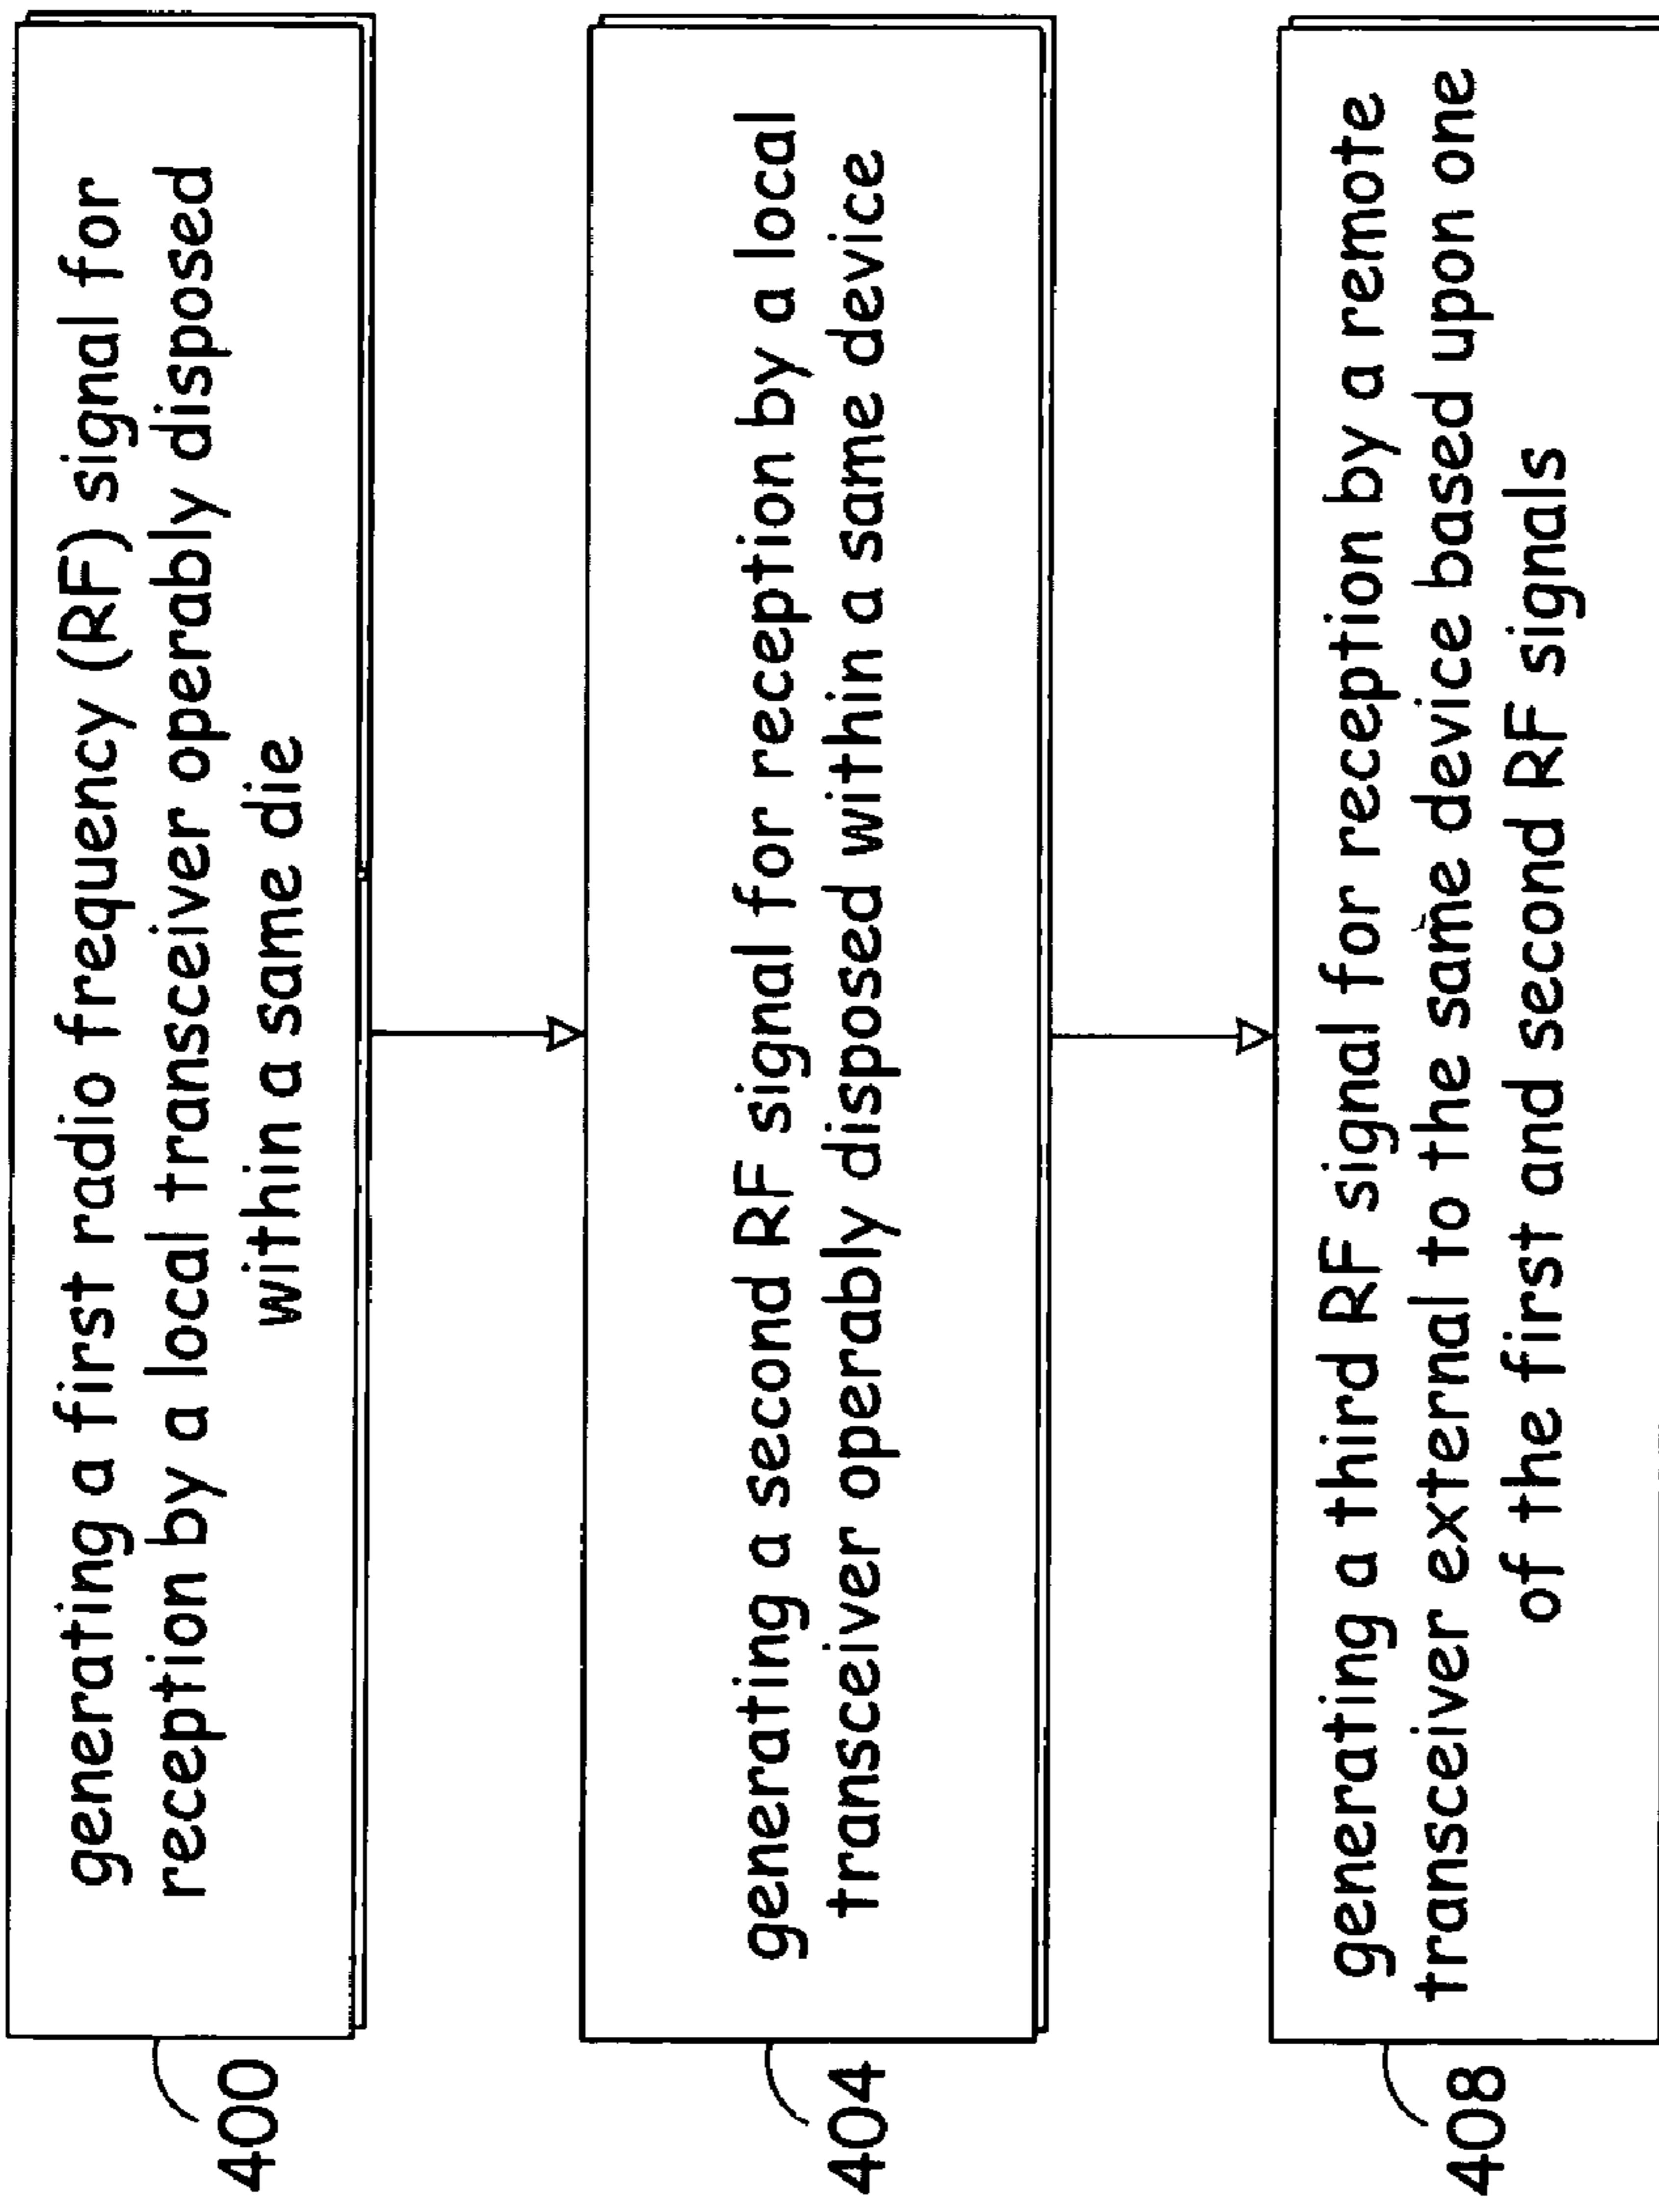 generating a first radio frequency (RF) signal for
reception by a local transceiver operably disposed
within a same die
400
generating a second RF signal for reception by a local
transceiver operably disposed within a same device
404
generating a third RF signal for reception by a remote
transceiver external to the same device based upon one
of the first and second RF signals
408